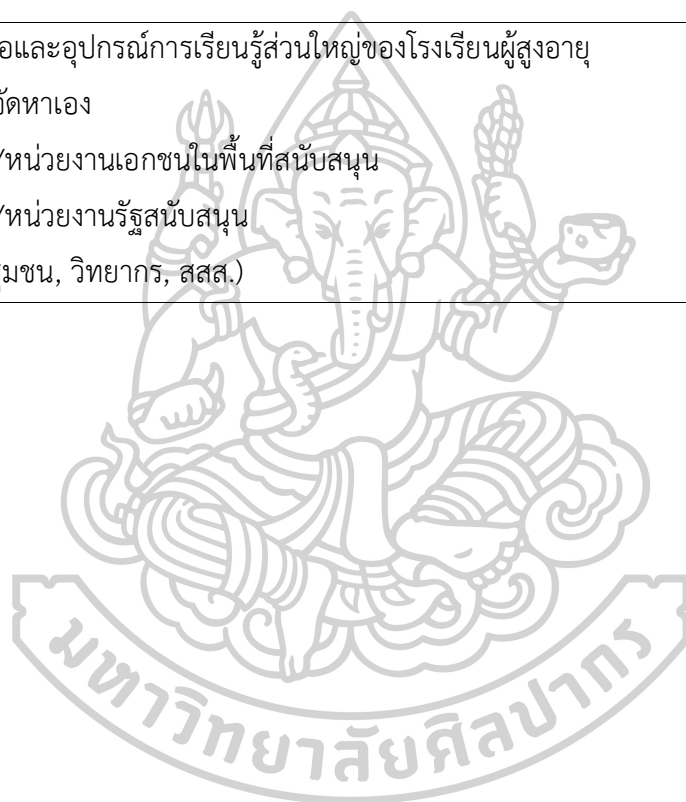 อและอุปกรณ์การเรียนรู้ส่วนใหญ่ของโรงเรียนผู้สูงอายุ
จัดหาเอง
/หน่วยงานเอกชนในพื้นที่สนับสนุน
/หน่วยงานรัฐสนับสนุน
มชน, วิทยากร, สสส.)
มหาวิทยาลัยศิลปากร